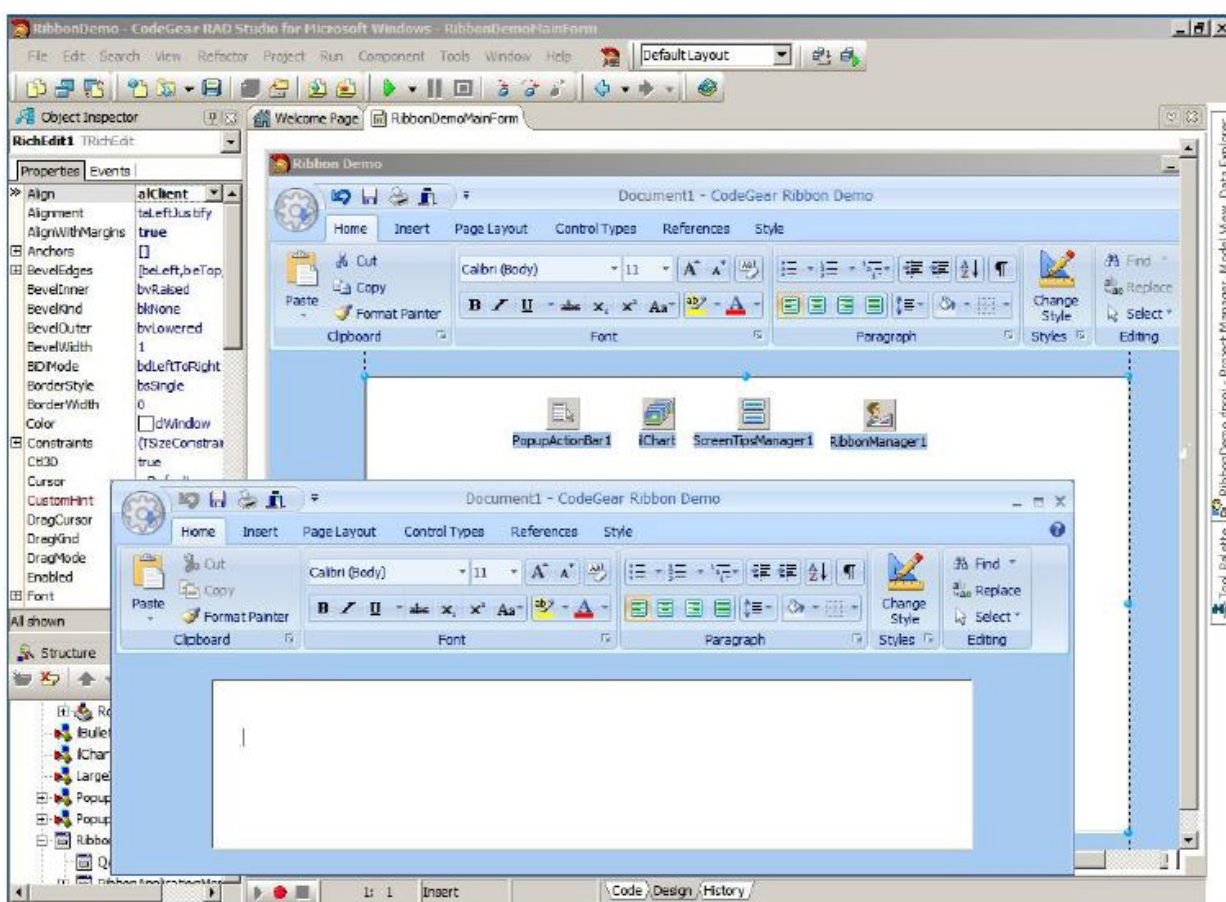 RibbonDemo - CodeGear RAD Studio for Microsoft Windows - RibbonDemoMainForm
File Edit Search View Refactor Project Run Component Tools Window Help Default Layout
Object Inspector
Welcome Page RibbonDemoMainForm
RichEdit1 TRichEdit
Properties Events
Align alClient
Alignment taLeftJustify
AlignWithMargins true
Anchors []
BevelEdges [beLeft,beTop,
BevelInner bvRaised
BevelKind bkNone
BevelOuter bvLowered
BevelWidth 1
BiDiMode bdLeftToRight
BorderStyle bsSingle
BorderWidth 0
Color clWindow
Constraints (TSizeConstrai
Ctl3D true
Cursor
CustomHint
DragCursor
DragKind
DragMode
Enabled
Font
All shown
Structure
iBullet
iChar
Large
Popup
Popup
Ribbo
Ribbon Demo
Document1 - CodeGear Ribbon Demo
Home Insert Page Layout Control Types References Style
Paste
Cut
Copy
Format Painter
Clipboard
Calibri (Body) 11
Font
Paragraph
Change Style
Styles
Find
Replace
Select
Editing
PopupActionBar1 iChart ScreenTipsManager1 RibbonManager1
Document1 - CodeGear Ribbon Demo
Home Insert Page Layout Control Types References Style
Paste
Cut
Copy
Format Painter
Clipboard
Calibri (Body) 11
Font
Paragraph
Change Style
Styles
Find
Replace
Select
Editing
1: 1 Insert
Code Design History
Tool Palette